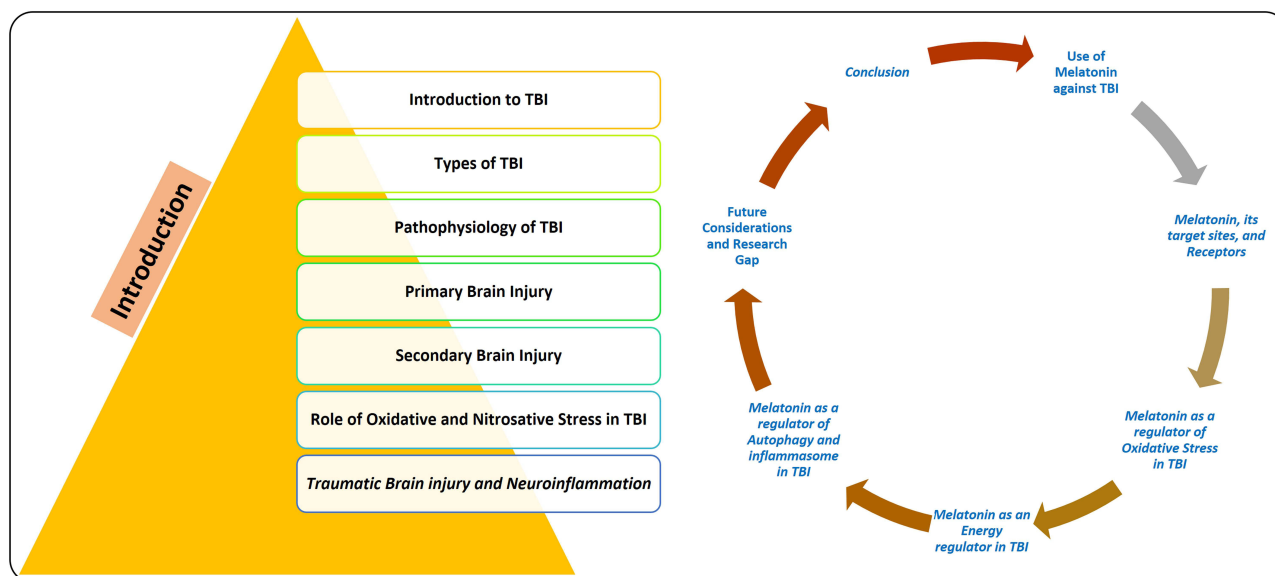 Introduction
Introduction to TBI
Types of TBI
Pathophysiology of TBI
Primary Brain Injury
Secondary Brain Injury
Role of Oxidative and Nitrosative Stress in TBI
Traumatic Brain injury and Neuroinflammation
Use of
Melatonin
against TBI
Melatonin, its
target sites, and
Receptors
Melatonin as a
regulator of
Oxidative Stress
in TBI
Melatonin as an
Energy
regulator in TBI
Melatonin as a
regulator of
Autophagy and
inflammasome
in TBI
Future
Considerations
and Research
Gap
Conclusion